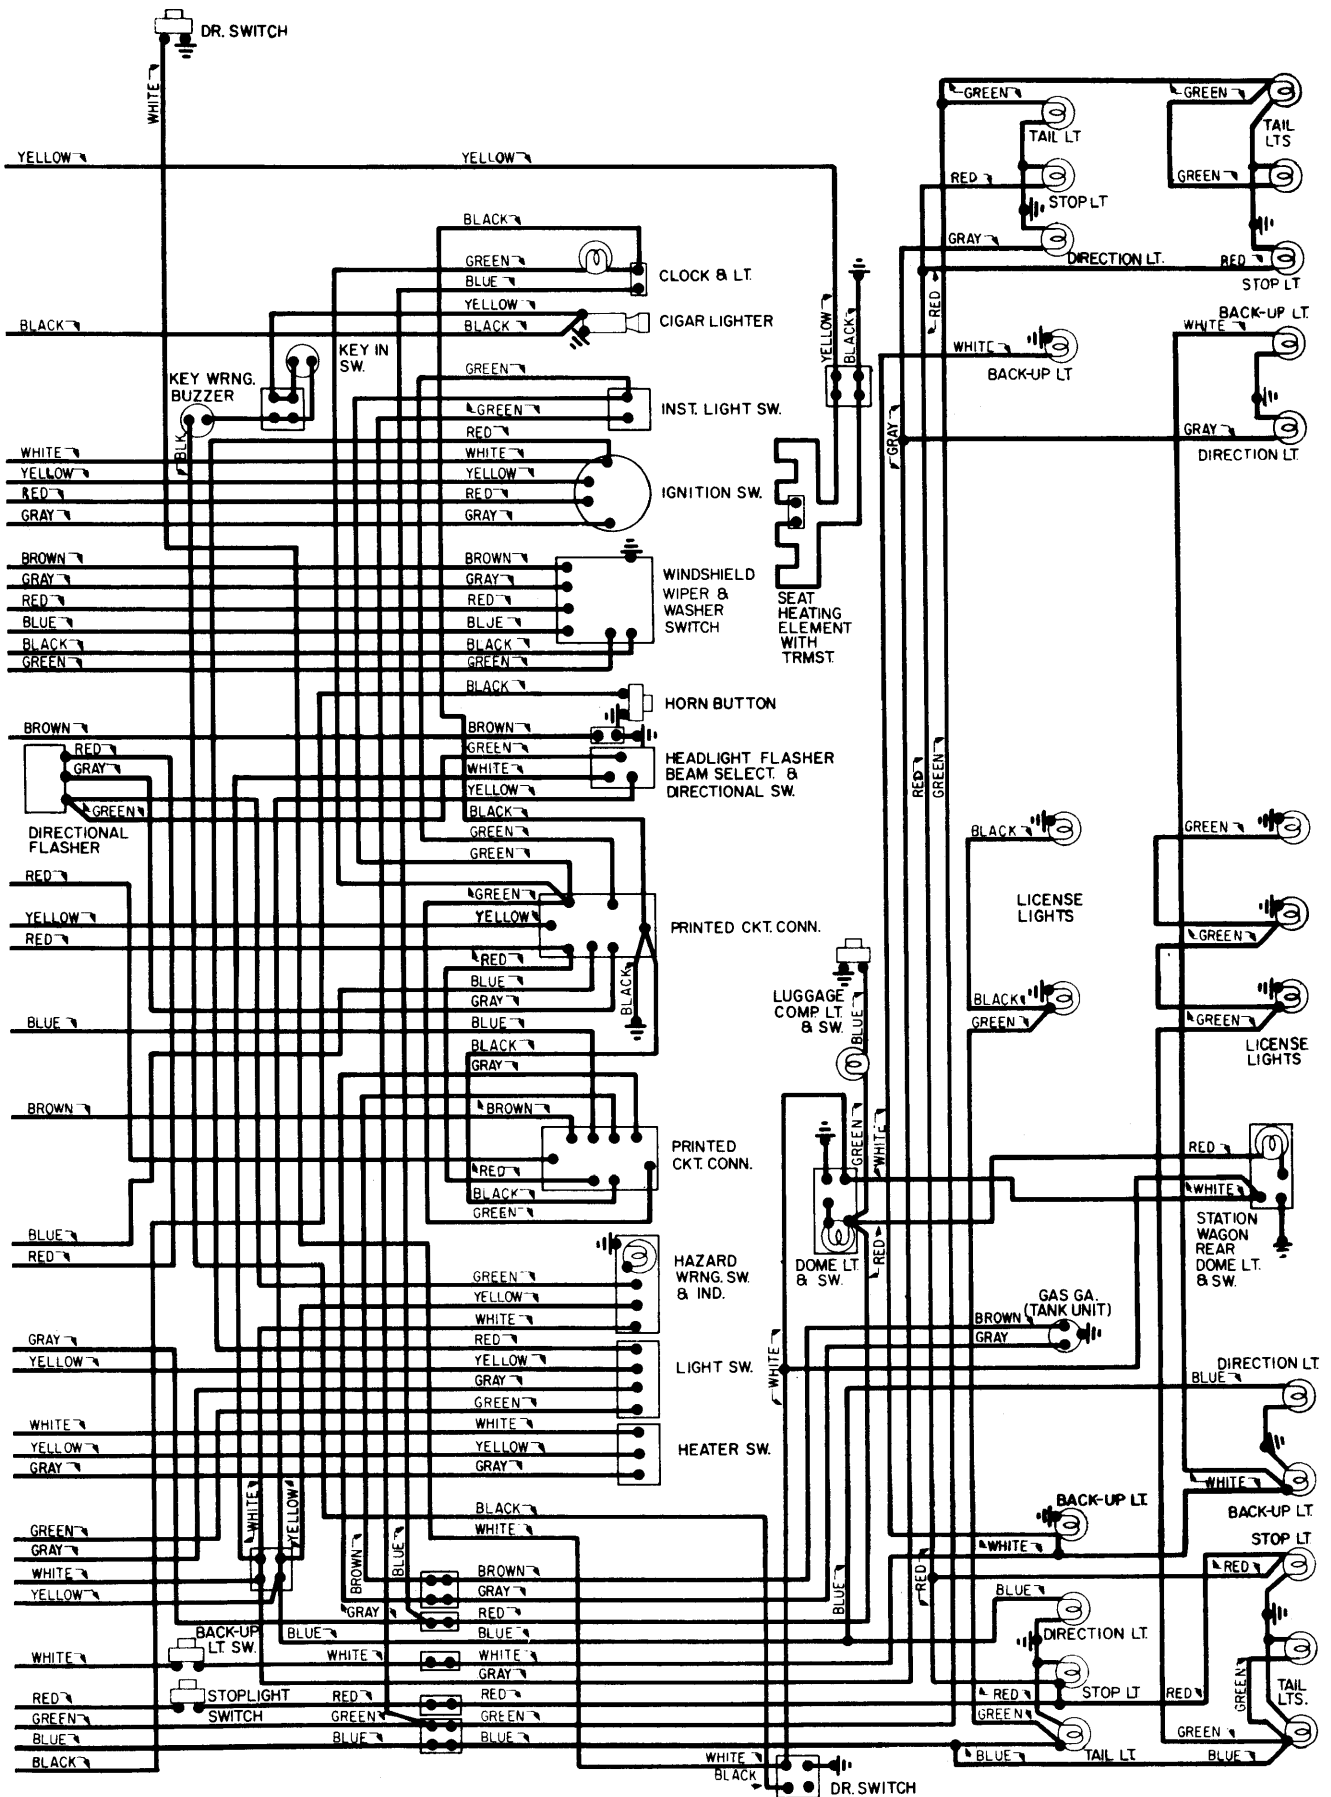 DR. SWITCH
WHITE
YELLOW
YELLOW
GREEN
GREEN
TAIL LT
TAIL
LTS
RED
GREEN
STOP LT
BLACK
GRAY
DIRECTION LT.
RED
STOP LT
GREEN
BLUE
CLOCK & LT.
YELLOW
BLACK
BLACK
CIGAR LIGHTER
RED
BACK-UP LT.
WHITE
KEY IN
SW.
KEY WRNG.
BUZZER
YELLOW
BLACK
WHITE
BACK-UP LT
GREEN
GREEN
INST. LIGHT SW.
BLK
RED
GRAY
GRAY
DIRECTION LT.
WHITE
YELLOW
RED
GRAY
WHITE
YELLOW
RED
GRAY
IGNITION SW.
BROWN
GRAY
RED
BLUE
BLACK
GREEN
BROWN
GRAY
RED
BLUE
BLACK
GREEN
WINDSHIELD
WIPER &
WASHER
SWITCH
SEAT
HEATING
ELEMENT
WITH
TRMST.
BLACK
HORN BUTTON
BROWN
BROWN
RED
GRAY
GREEN
DIRECTIONAL
FLASHER
GREEN
WHITE
YELLOW
HEADLIGHT FLASHER
BEAM SELECT. &
DIRECTIONAL SW.
RED
GREEN
BLACK
GREEN
GREEN
BLACK
GREEN
RED
GREEN
YELLOW
YELLOW
PRINTED CKT. CONN.
LICENSE
LIGHTS
GREEN
RED
RED
BLUE
GRAY
BLACK
LUGGAGE
COMP LT.
& SW.
BLUE
BLACK
GREEN
GREEN
LICENSE
LIGHTS
BLUE
BLUE
BLACK
GRAY
BROWN
BROWN
PRINTED
CKT. CONN.
RED
BLACK
GREEN
GREEN
WHITE
RED
WHITE
STATION
WAGON
REAR
DOME LT.
& SW.
BLUE
RED
HAZARD
WRNG. SW.
& IND.
DOME LT.
& SW.
RED
GREEN
YELLOW
WHITE
GAS GA.
(TANK UNIT)
BROWN
GRAY
GRAY
YELLOW
RED
YELLOW
GRAY
GREEN
LIGHT SW.
WHITE
DIRECTION LT.
BLUE
WHITE
YELLOW
GRAY
WHITE
YELLOW
GRAY
HEATER SW.
WHITE
YELLOW
WHITE
BACK-UP LT.
BLACK
WHITE
BACK-UP LT.
WHITE
STOP LT
RED
GREEN
GRAY
WHITE
YELLOW
BROWN
BLUE
BROWN
GRAY
RED
BLUE
GRAY
BLUE
BLUE
RED
BLUE
DIRECTION LT.
BACK-UP
LT. SW.
WHITE
WHITE
WHITE
GRAY
STOPLIGHT
SWITCH
RED
GREEN
BLUE
BLACK
RED
GREEN
BLUE
RED
GREEN
BLUE
RED
STOP LT
RED
GREEN
TAIL LT.
BLUE
GREEN
TAIL
LTS.
GREEN
BLUE
WHITE
BLACK
DR. SWITCH